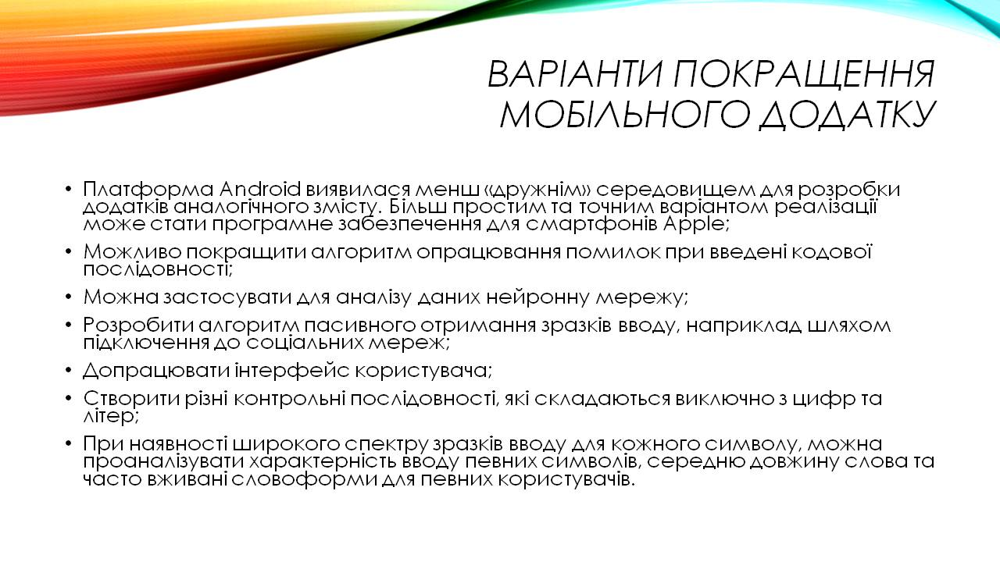 ВАРІАНТИ ПОКРАЩЕННЯ
МОБІЛЬНОГО ДОДАТКУ
• Платформа Android виявилася менш «дружнім» середовищем для розробки
додатків аналогічного змісту. Більш простим та точним варіантом реалізації
може стати програмне забезпечення для смартфонів Apple;
• Можливо покращити алгоритм опрацювання помилок при введені кодової
послідовності;
• Можна застосувати для аналізу даних нейронну мережу;
• Розробити алгоритм пасивного отримання зразків вводу, наприклад шляхом
підключення до соціальних мереж;
• Допрацювати інтерфейс користувача;
• Створити різні контрольні послідовності, які складаються виключно з цифр та
літер;
• При наявності широкого спектру зразків вводу для кожного символу, можна
проаналізувати характерність вводу певних символів, середню довжину слова та
часто вживані словоформи для певних користувачів.